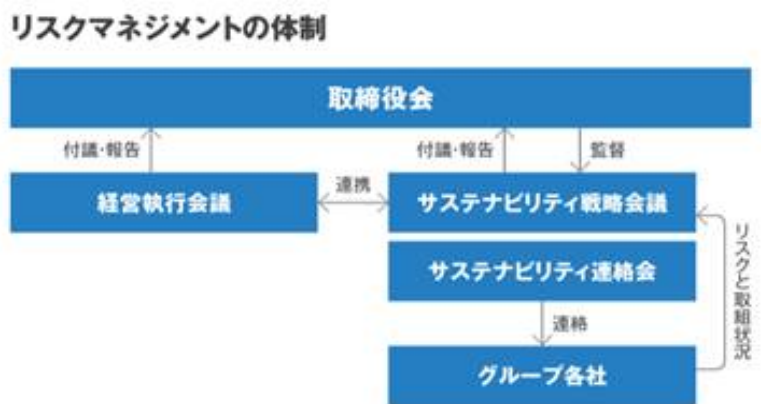 リスクマネジメントの体制
取締役会
付議・報告
付議・報告
監督
経営執行会議
連携
サステナビリティ戦略会議
サステナビリティ連絡会
連絡
グループ各社
リスクと取組状況